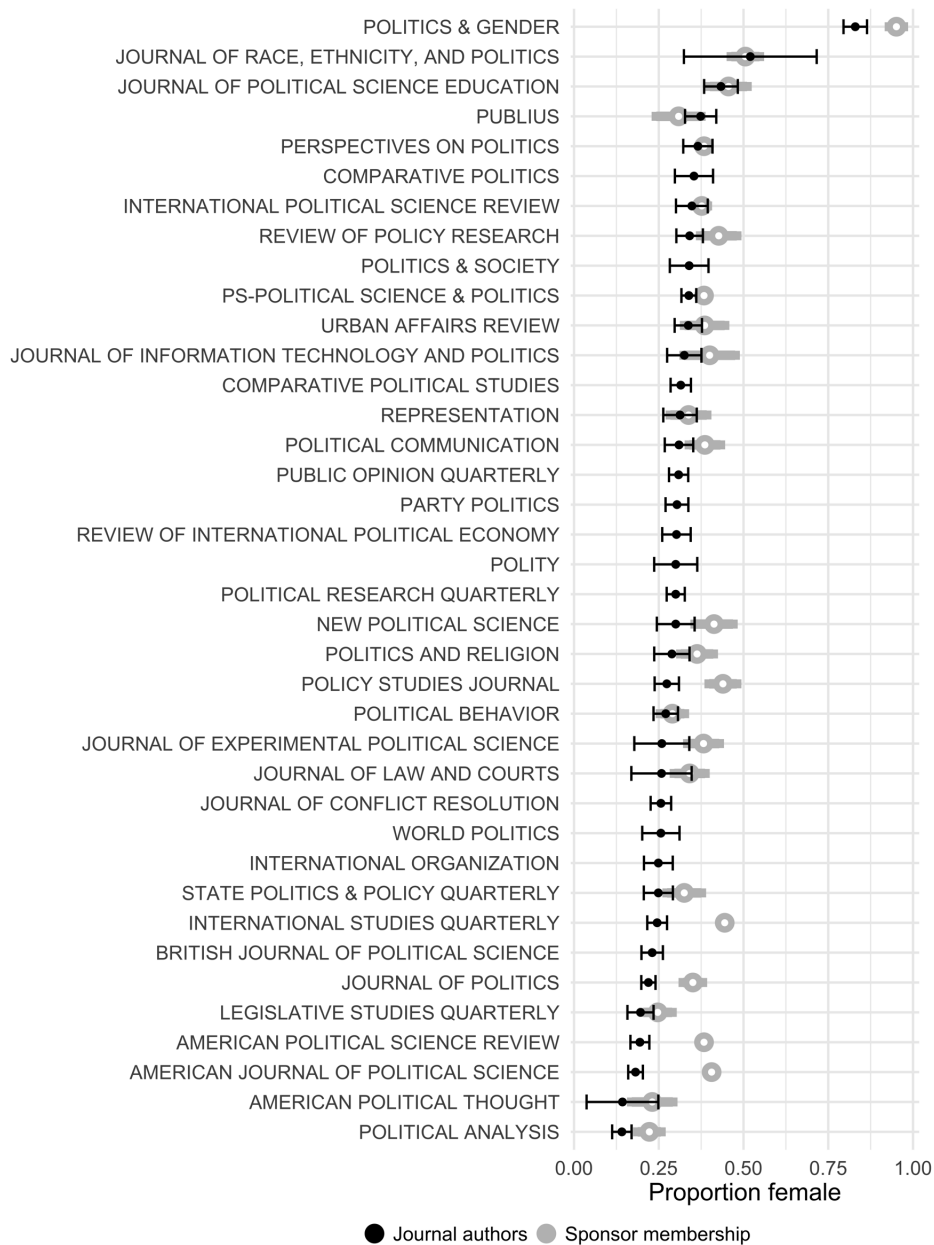 POLITICS & GENDER
JOURNAL OF RACE, ETHNICITY, AND POLITICS
JOURNAL OF POLITICAL SCIENCE EDUCATION
PUBLIUS
PERSPECTIVES ON POLITICS
COMPARATIVE POLITICS
INTERNATIONAL POLITICAL SCIENCE REVIEW
REVIEW OF POLICY RESEARCH
POLITICS & SOCIETY
PS-POLITICAL SCIENCE & POLITICS
URBAN AFFAIRS REVIEW
JOURNAL OF INFORMATION TECHNOLOGY AND POLITICS
COMPARATIVE POLITICAL STUDIES
REPRESENTATION
POLITICAL COMMUNICATION
PUBLIC OPINION QUARTERLY
PARTY POLITICS
REVIEW OF INTERNATIONAL POLITICAL ECONOMY
POLITY
POLITICAL RESEARCH QUARTERLY
NEW POLITICAL SCIENCE
POLITICS AND RELIGION
POLICY STUDIES JOURNAL
POLITICAL BEHAVIOR
JOURNAL OF EXPERIMENTAL POLITICAL SCIENCE
JOURNAL OF LAW AND COURTS
JOURNAL OF CONFLICT RESOLUTION
WORLD POLITICS
INTERNATIONAL ORGANIZATION
STATE POLITICS & POLICY QUARTERLY
INTERNATIONAL STUDIES QUARTERLY
BRITISH JOURNAL OF POLITICAL SCIENCE
JOURNAL OF POLITICS
LEGISLATIVE STUDIES QUARTERLY
AMERICAN POLITICAL SCIENCE REVIEW
AMERICAN JOURNAL OF POLITICAL SCIENCE
AMERICAN POLITICAL THOUGHT
POLITICAL ANALYSIS
0.00 0.25 0.50 0.75 1.00
Proportion female
Journal authors Sponsor membership